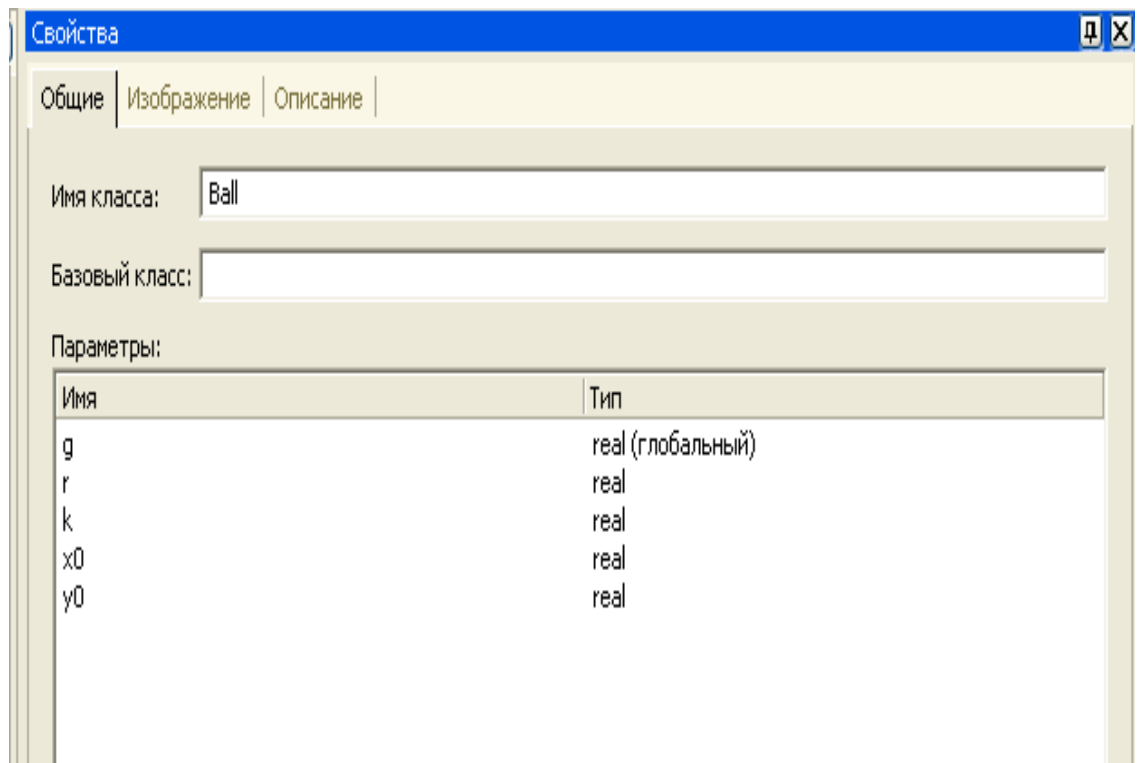 Свойства
Общие Изображение Описание
Имя класса: Ball
Базовый класс:
Параметры:
Имя Тип
g real (глобальный)
r real
k real
x0 real
y0 real